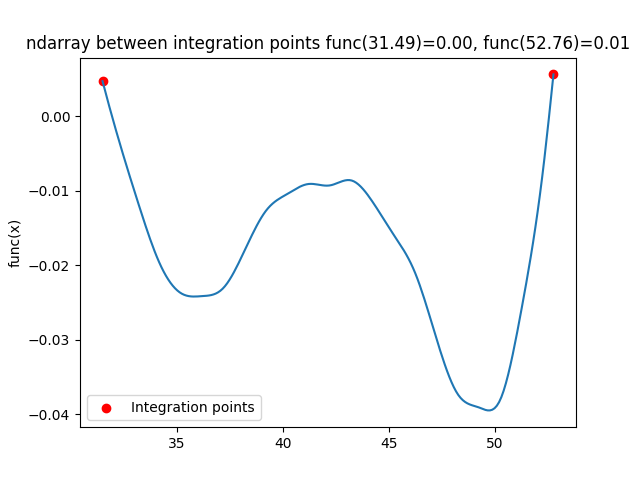 ndarray between integration points func(31.49)=0.00, func(52.76)=0.01
func(x)
0.00
−0.01
−0.02
−0.03
−0.04
Integration points
35 40 45 50